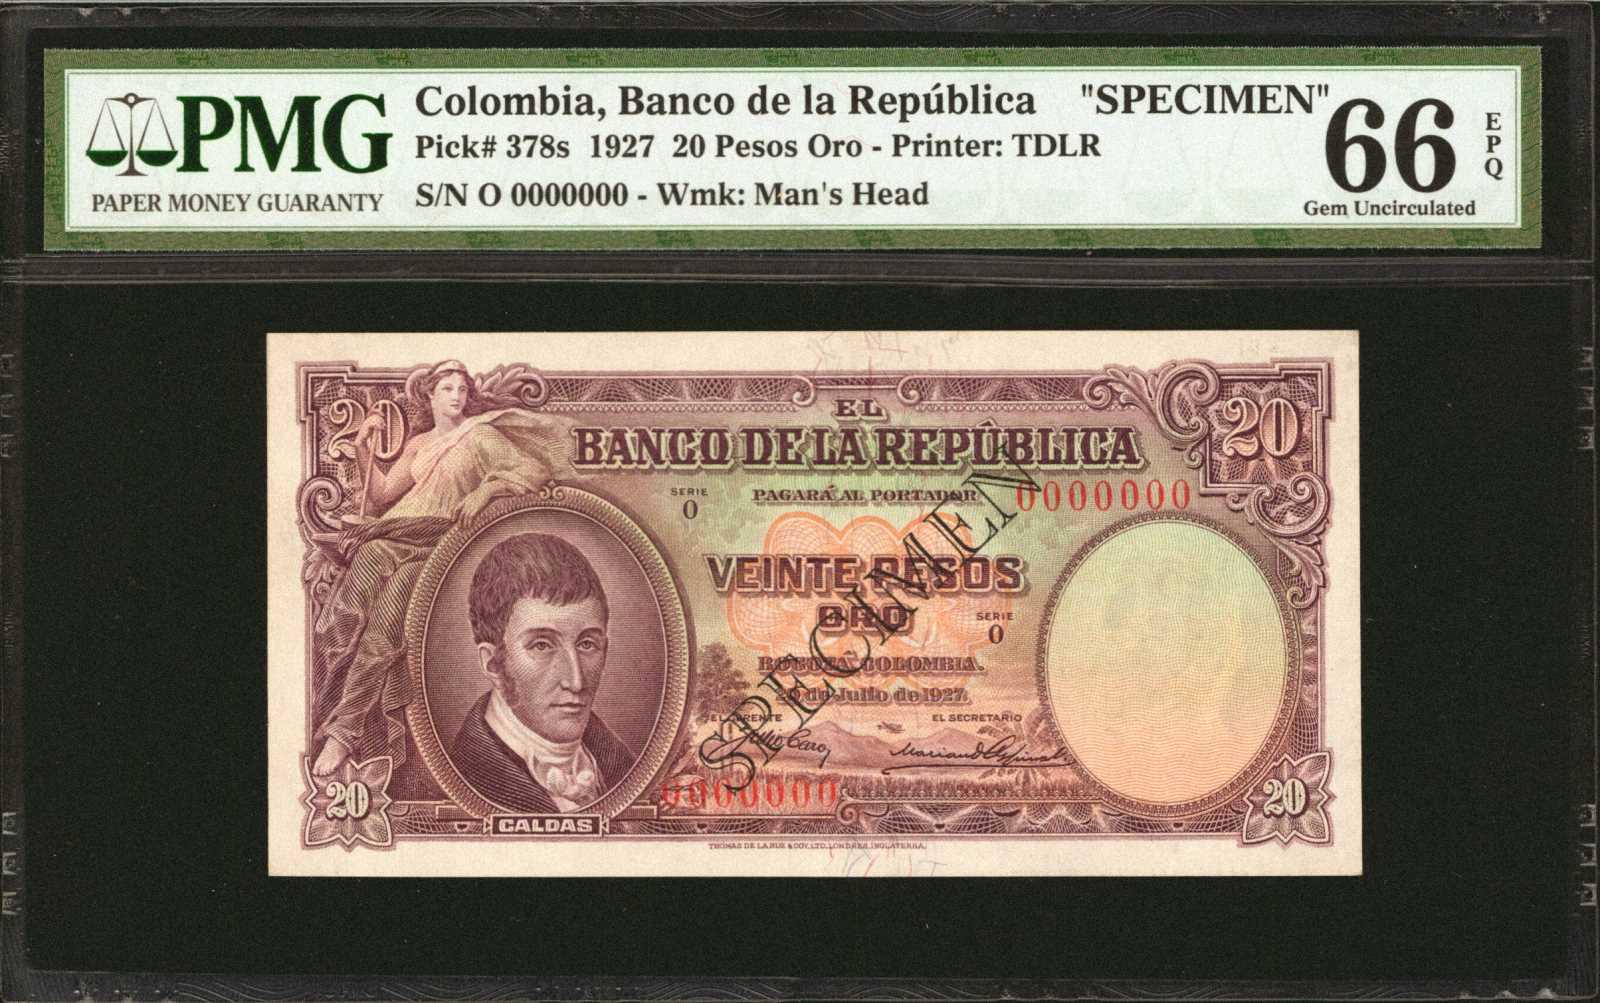 PMG
PAPER MONEY GUARANTY
Colombia, Banco de la República "SPECIMEN"
Pick# 378s 1927 20 Pesos Oro - Printer: TDLR
S/N O 0000000 - Wmk: Man's Head
66
EPQ
Gem Uncirculated
20
20
EL
BANCO DE LA REPÚBLICA
SERIE
O
PAGARÁ AL PORTADOR
0000000
VEINTE PESOS
ORO
SERIE
O
BOGOTÁ COLOMBIA.
20 de Julio de 1927.
EL GERENTE
EL SECRETARIO
SPECIMEN
0000000
20
CALDAS
20
THOMAS DE LA RUE & COY. LTD. LONDRES, INGLATERRA.